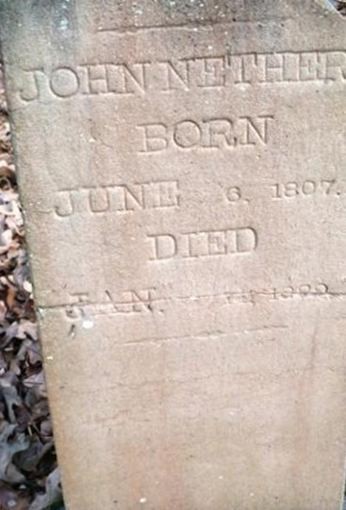 JOHN NETHER
BORN
JUNE 6, 1807.
DIED
JAN.